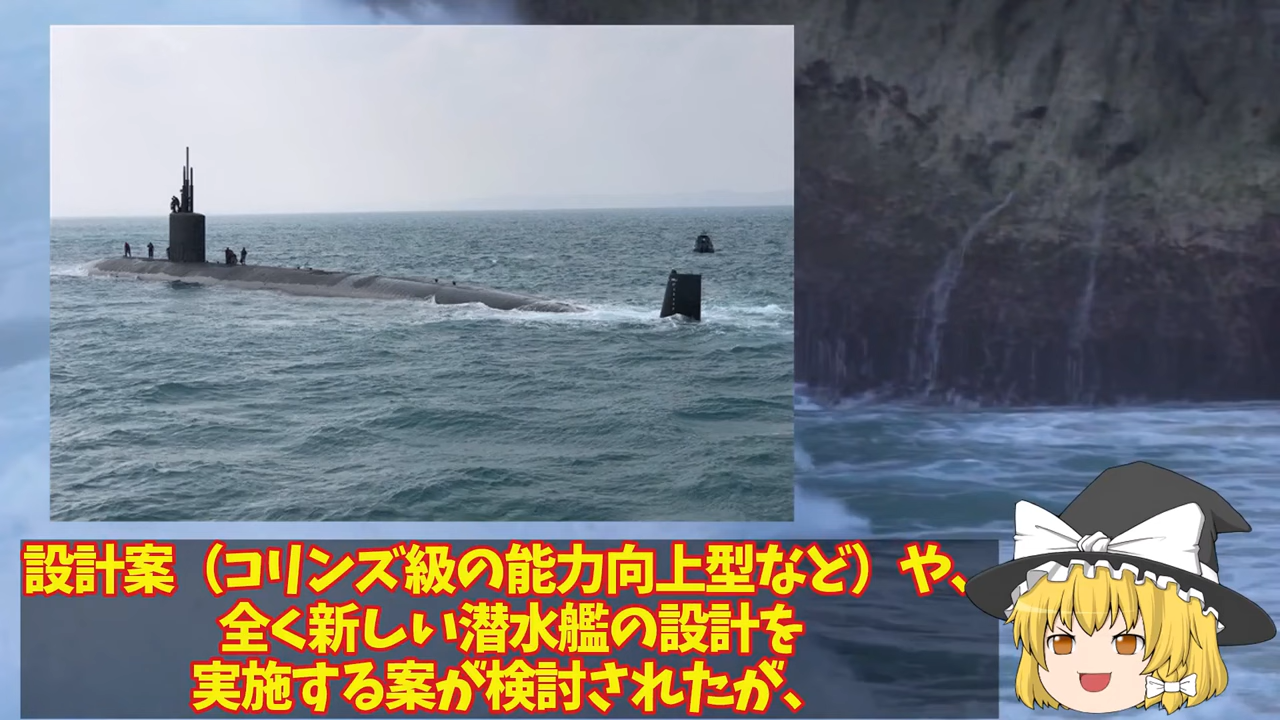 設計案（コリンズ級の能力向上型など）や、
全く新しい潜水艦の設計を
実施する案が検討されたが、